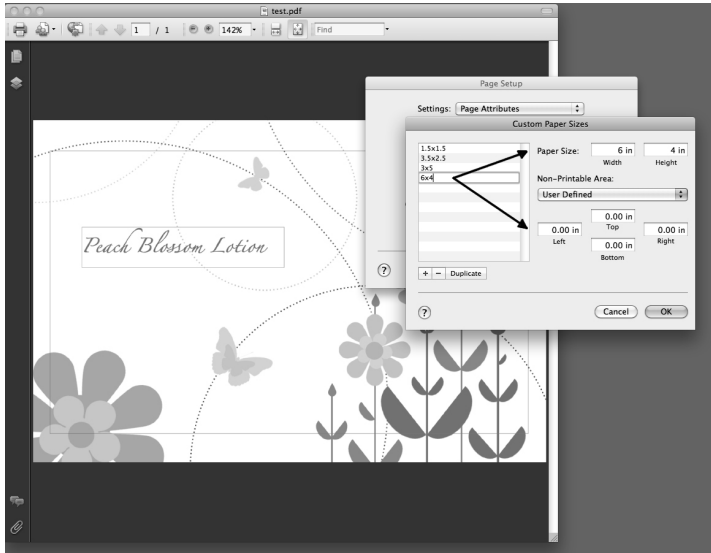 test.pdf
1 / 1
142%
Find
Page Setup
Settings: Page Attributes
Custom Paper Sizes
1.5x1.5
3.5x2.5
3x5
6x4
Paper Size: 6 in 4 in
Width Height
Non-Printable Area:
User Defined
0.00 in
Top
0.00 in 0.00 in
Left Right
0.00 in
Bottom
+ − Duplicate
?
?
Cancel OK
Peach Blossom Lotion